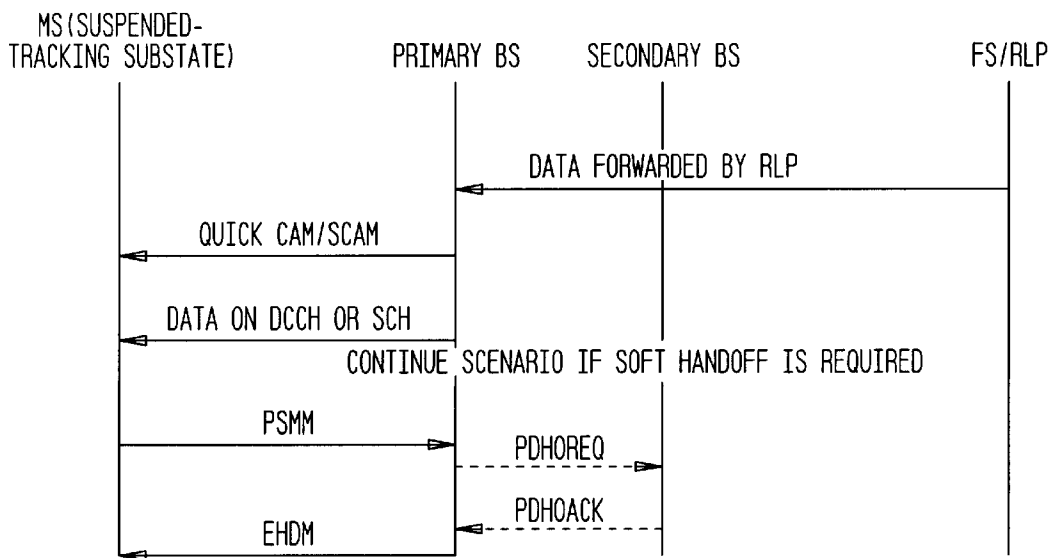 MS(SUSPENDED-
TRACKING SUBSTATE)
PRIMARY BS
SECONDARY BS
FS/RLP
DATA FORWARDED BY RLP
QUICK CAM/SCAM
DATA ON DCCH OR SCH
CONTINUE SCENARIO IF SOFT HANDOFF IS REQUIRED
PSMM
PDHOREQ
PDHOACK
EHDM